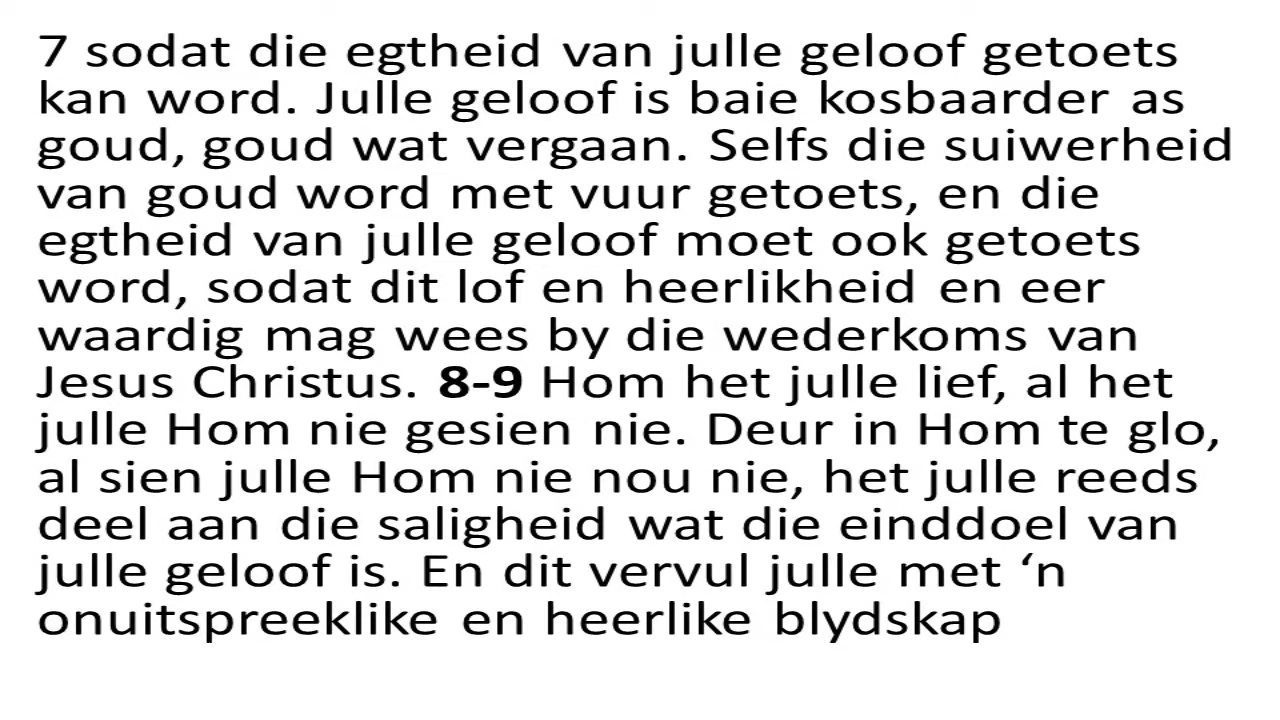 7 sodat die egtheid van julle geloof getoets
kan word. Julle geloof is baie kosbaarder as
goud, goud wat vergaan. Selfs die suiwerheid
van goud word met vuur getoets, en die
egtheid van julle geloof moet ook getoets
word, sodat dit lof en heerlikheid en eer
waardig mag wees by die wederkoms van
Jesus Christus. 8-9 Hom het julle lief, al het
julle Hom nie gesien nie. Deur in Hom te glo,
al sien julle Hom nie nou nie, het julle reeds
deel aan die saligheid wat die einddoel van
julle geloof is. En dit vervul julle met ‘n
onuitspreeklike en heerlike blydskap